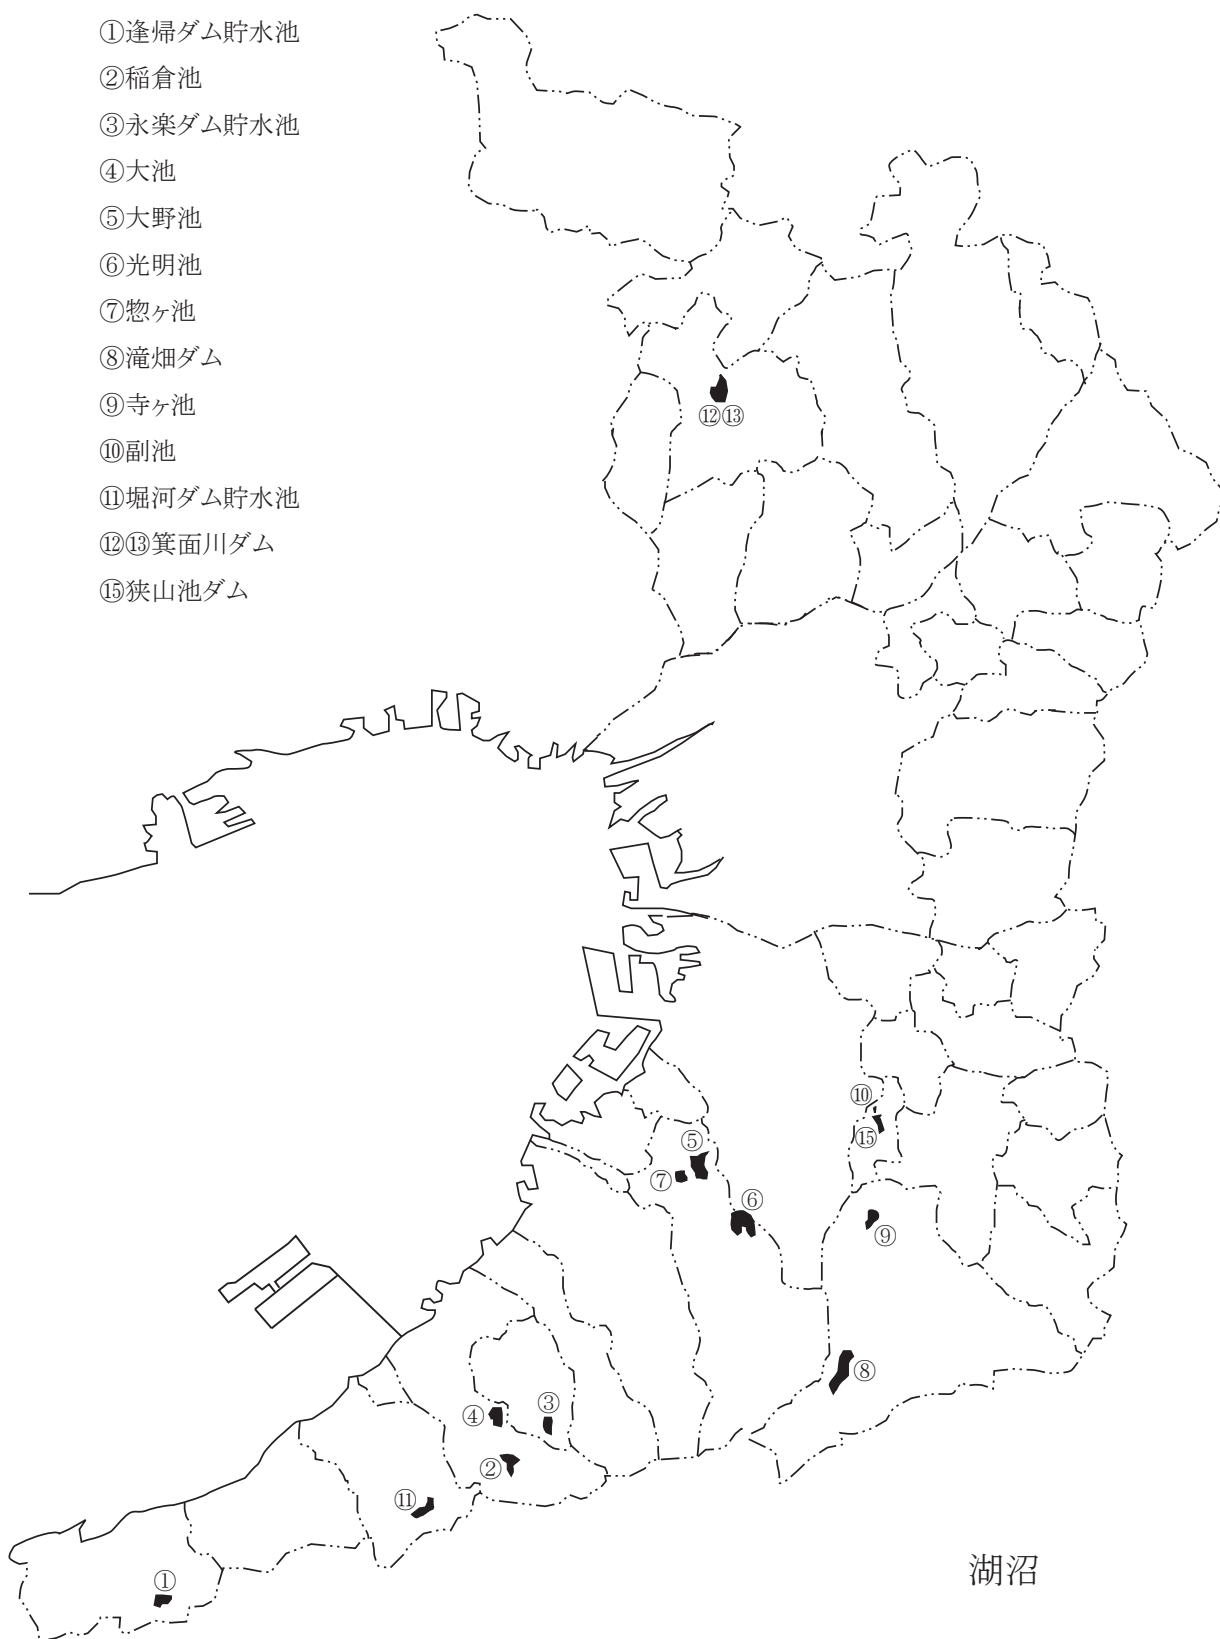 ①逢帰ダム貯水池
②稲倉池
③永楽ダム貯水池
④大池
⑤大野池
⑥光明池
⑦惣ヶ池
⑧滝畑ダム
⑨寺ヶ池
⑩副池
⑪堀河ダム貯水池
⑫⑬箕面川ダム
⑮狭山池ダム
⑫⑬
⑩
⑮
⑤
⑦
⑥
⑨
⑧
③
④
②
⑪
①
湖沼